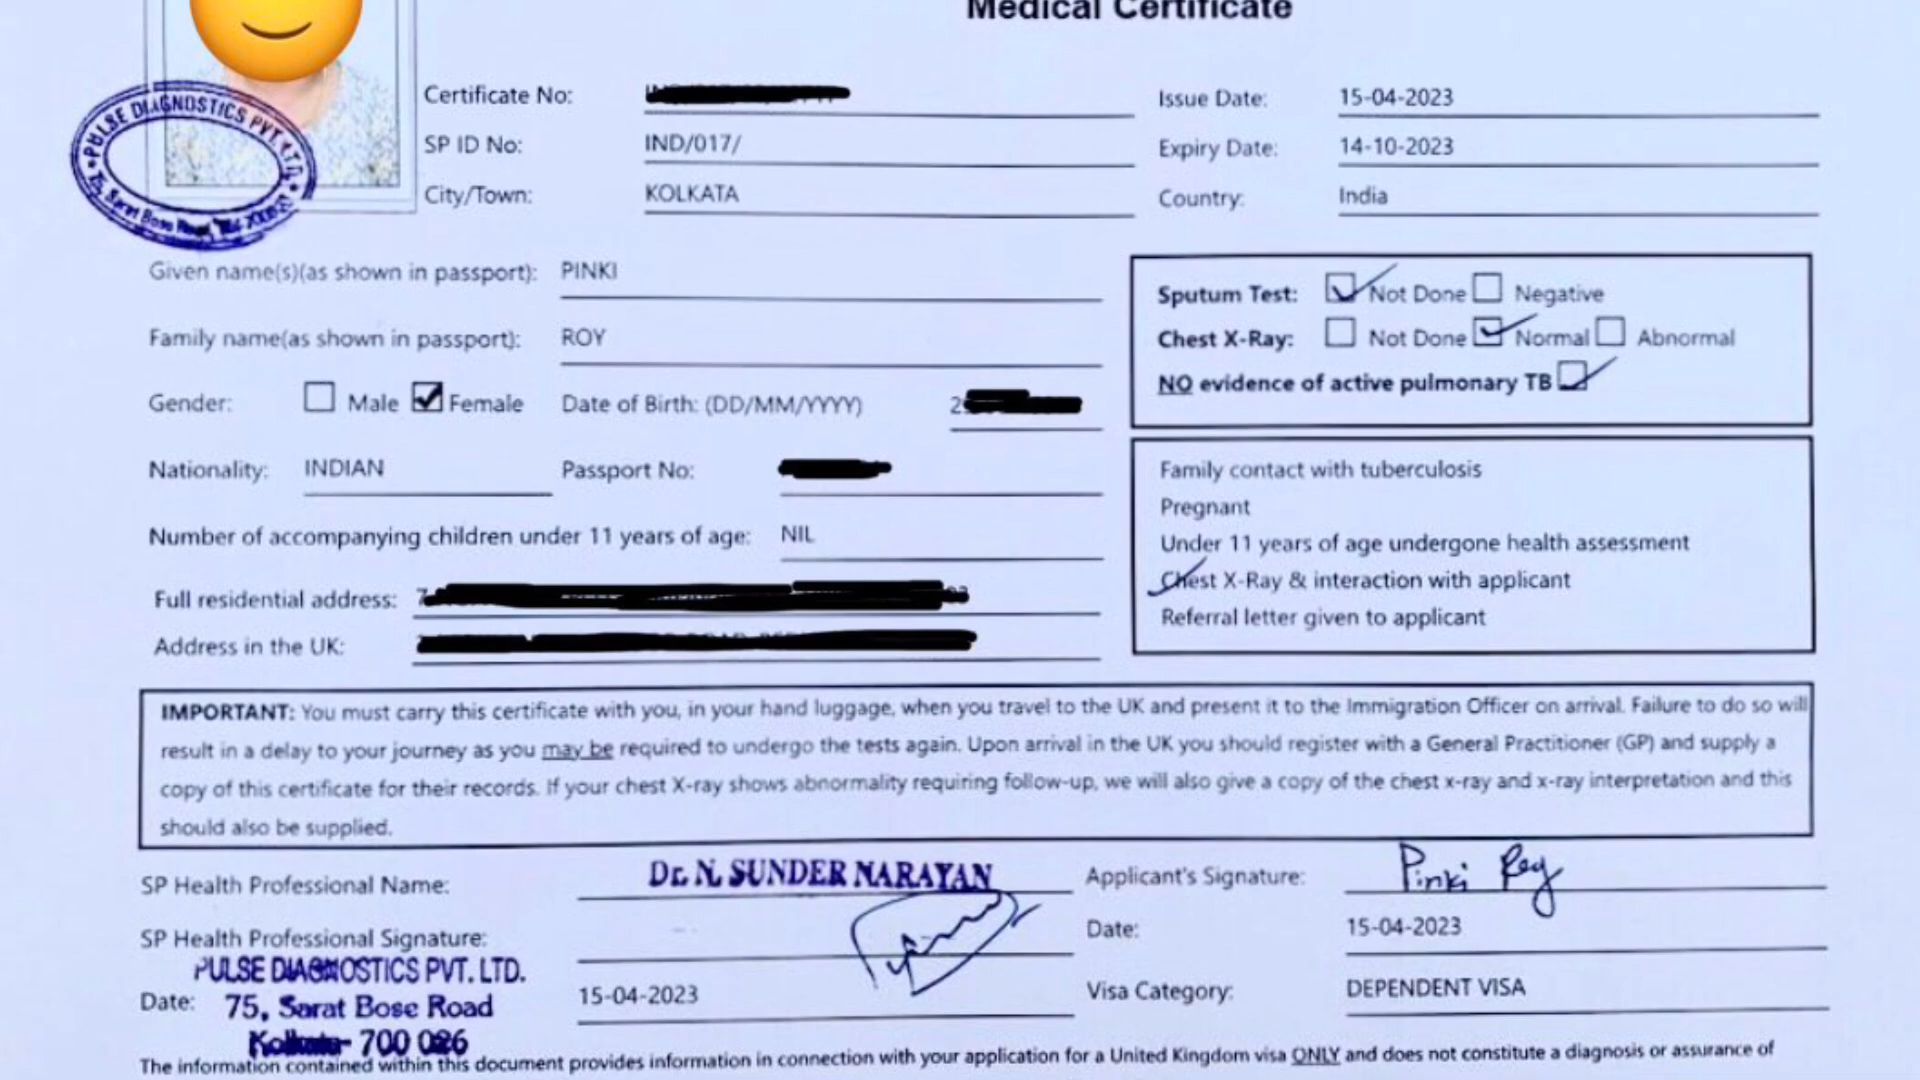 Medical Certificate
PULSE DIAGNOSTICS PVT. LTD.
Sarat Bose Road
Certificate No:
Issue Date: 15-04-2023
SP ID No: IND/017/
Expiry Date: 14-10-2023
City/Town: KOLKATA
Country: India
Given name(s)(as shown in passport): PINKI
Family name(as shown in passport): ROY
Gender: Male Female Date of Birth: (DD/MM/YYYY) 2
Nationality: INDIAN Passport No:
Number of accompanying children under 11 years of age: NIL
Full residential address: 7
Address in the UK:
Sputum Test: Not Done Negative
Chest X-Ray: Not Done Normal Abnormal
NO evidence of active pulmonary TB
Family contact with tuberculosis
Pregnant
Under 11 years of age undergone health assessment
Chest X-Ray & interaction with applicant
Referral letter given to applicant
IMPORTANT: You must carry this certificate with you, in your hand luggage, when you travel to the UK and present it to the Immigration Officer on arrival. Failure to do so will
result in a delay to your journey as you may be required to undergo the tests again. Upon arrival in the UK you should register with a General Practitioner (GP) and supply a
copy of this certificate for their records. If your chest X-ray shows abnormality requiring follow-up, we will also give a copy of the chest x-ray and x-ray interpretation and this
should also be supplied.
SP Health Professional Name: Dr. N. SUNDER NARAYAN
Applicant's Signature: Pinki Roy
SP Health Professional Signature:
Date: 15-04-2023
PULSE DIAGNOSTICS PVT. LTD.
75, Sarat Bose Road
Kolkata- 700 026
Date: 15-04-2023
Visa Category: DEPENDENT VISA
The information contained within this document provides information in connection with your application for a United Kingdom visa ONLY and does not constitute a diagnosis or assurance of